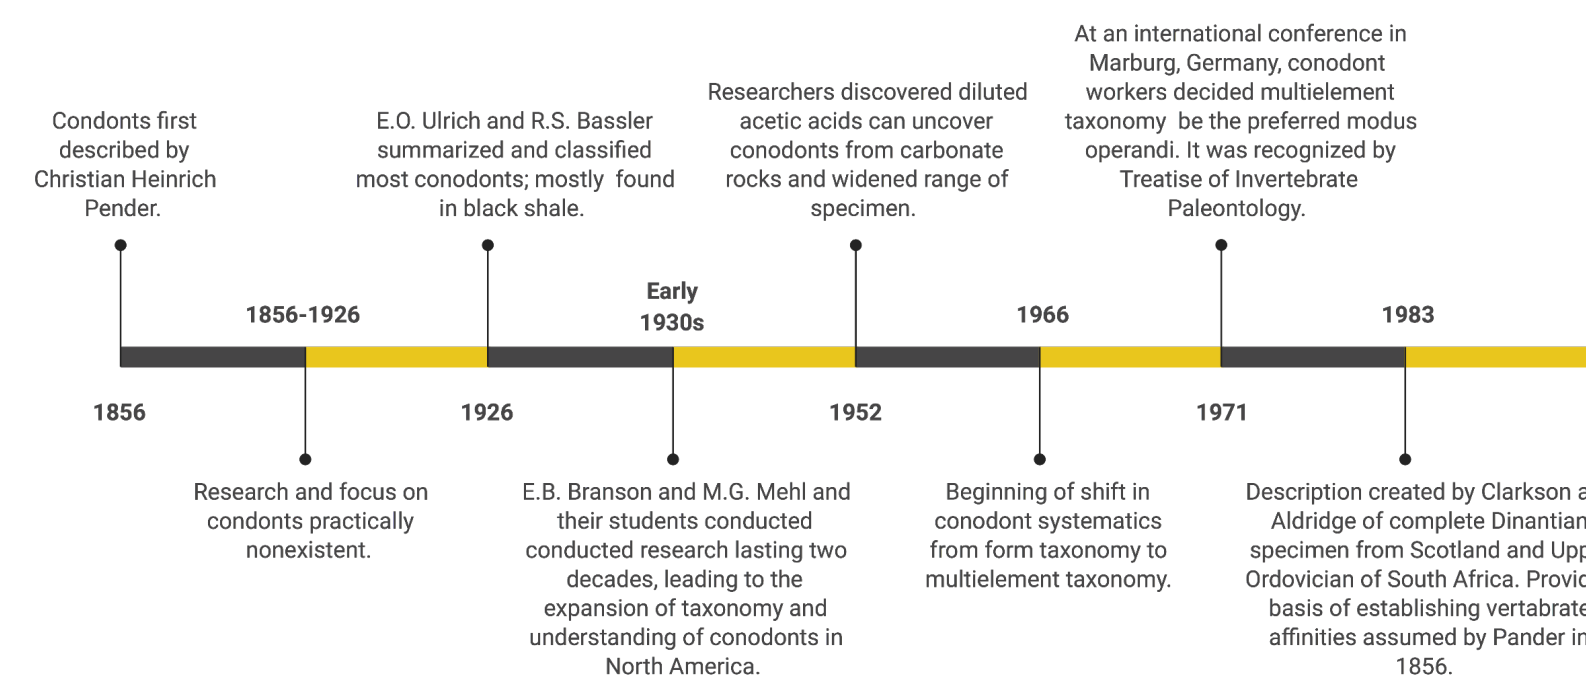 Condonts first
described by
Christian Heinrich
Pender.
E.O. Ulrich and R.S. Bassler
summarized and classified
most conodonts; mostly found
in black shale.
Researchers discovered diluted
acetic acids can uncover
conodonts from carbonate
rocks and widened range of
specimen.
At an international conference in
Marburg, Germany, conodont
workers decided multielement
taxonomy be the preferred modus
operandi. It was recognized by
Treatise of Invertebrate
Paleontology.
1856-1926
Early
1930s
1966
1983
1856
1926
1952
1971
Research and focus on
condonts practically
nonexistent.
E.B. Branson and M.G. Mehl and
their students conducted
conducted research lasting two
decades, leading to the
expansion of taxonomy and
understanding of conodonts in
North America.
Beginning of shift in
conodont systematics
from form taxonomy to
multielement taxonomy.
Description created by Clarkson
Aldridge of complete Dinantian
specimen from Scotland and
Ordovician of South Africa.
basis of establishing vertabrate
affinities assumed by Pander in
1856.